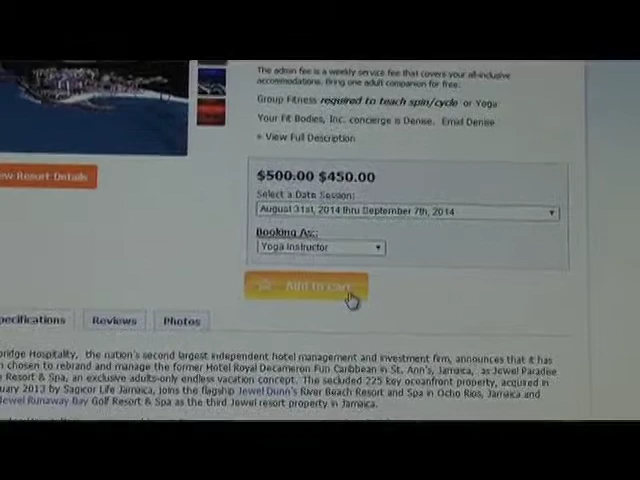 The admin fee is a weekly service fee that covers your all-inclusive
accommodations. Bring one adult companion for free.
Group Fitness required to teach spin/cycle or Yoga
Your Fit Bodies, Inc. concierge is Denise. Email Denise
» View Full Description
ew Resort Details
$500.00 $450.00
Select a Date Session:
August 31st, 2014 thru September 7th, 2014
Booking As:
Yoga Instructor
Add to cart
pecifications
Reviews
Photos
bridge Hospitality, the nation's second largest independent hotel management and investment firm, announces that it has
n chosen to rebrand and manage the former Hotel Royal Decameron Fun Caribbean in St. Ann's, Jamaica, as Jewel Paradise
e Resort & Spa, an exclusive adults-only endless vacation concept. The secluded 225 key oceanfront property, acquired in
uary 2013 by Sagicor Life Jamaica, joins the flagship Jewel Dunn's River Beach Resort and Spa in Ocho Rios, Jamaica and
Jewel Runaway Bay Golf Resort & Spa as the third Jewel resort property in Jamaica.